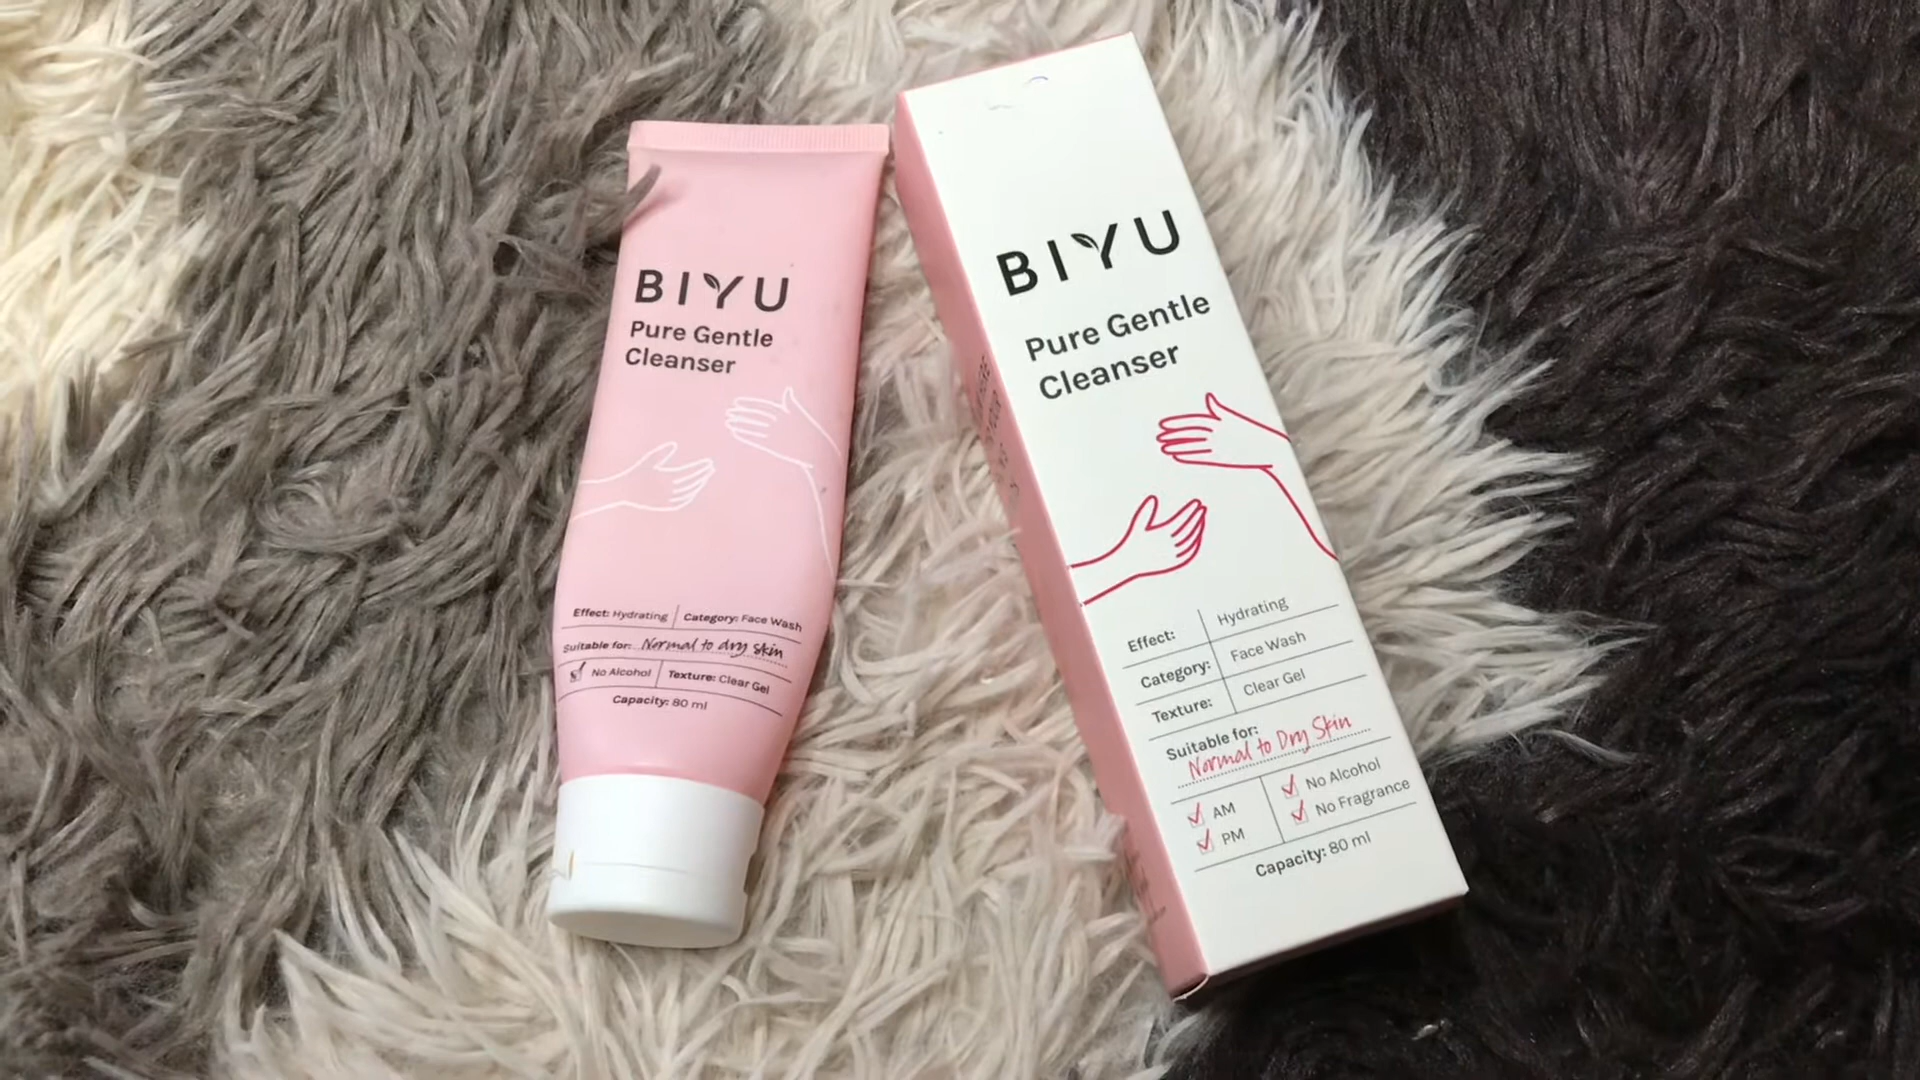 BIYU
Pure Gentle
Cleanser
Effect: Hydrating Category: Face Wash
Suitable for: Normal to dry skin
No Alcohol Texture: Clear Gel
Capacity: 80 ml
BIYU
Pure Gentle
Cleanser
Effect: Hydrating
Category: Face Wash
Texture: Clear Gel
Suitable for:
Normal to Dry Skin
AM No Alcohol
PM No Fragrance
Capacity: 80 ml